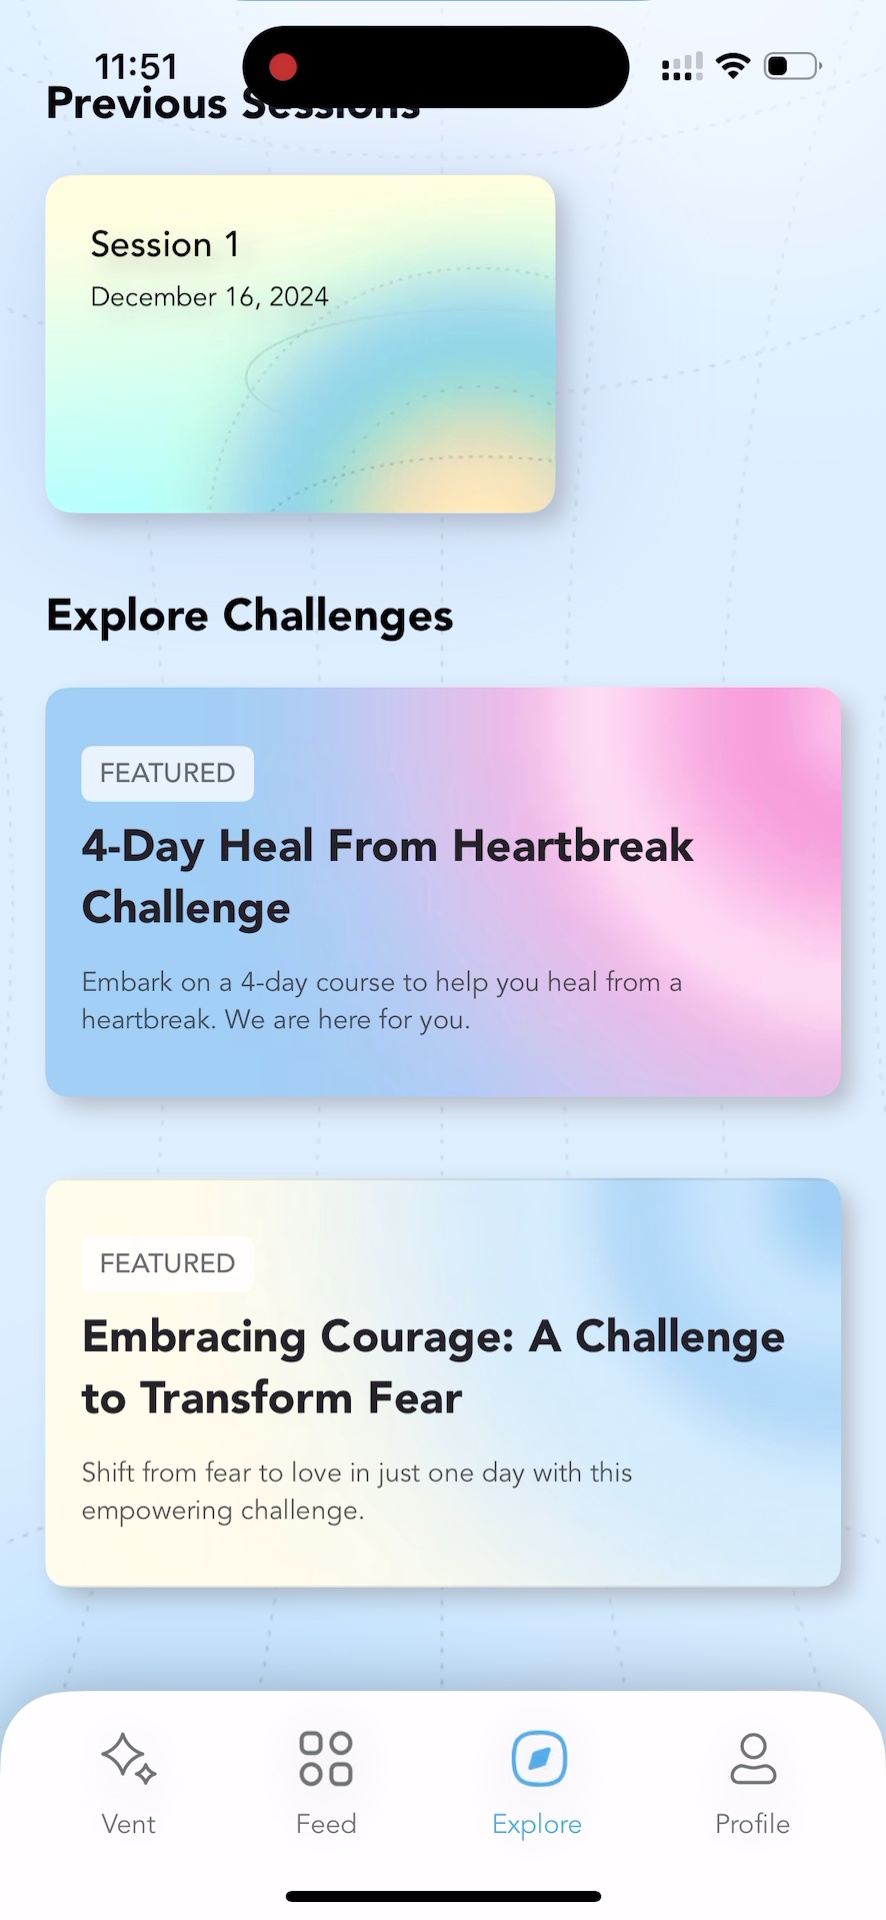 11:51
Previous Sessions
Session 1
December 16, 2024
Explore Challenges
FEATURED
4-Day Heal From Heartbreak
Challenge
Embark on a 4-day course to help you heal from a
heartbreak. We are here for you.
FEATURED
Embracing Courage: A Challenge
to Transform Fear
Shift from fear to love in just one day with this
empowering challenge.
Vent
Feed
Explore
Profile